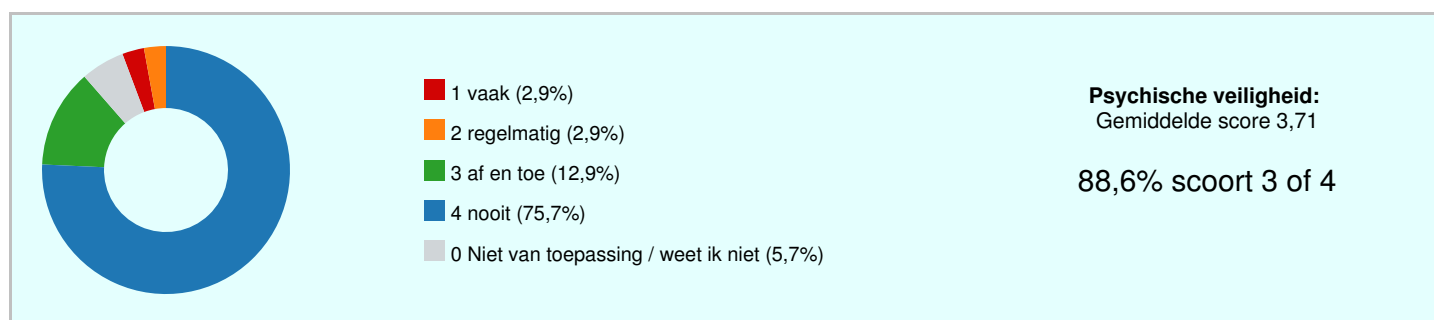 1 vaak (2,9%)
2 regelmatig (2,9%)
3 af en toe (12,9%)
4 nooit (75,7%)
0 Niet van toepassing / weet ik niet (5,7%)
Psychische veiligheid:
Gemiddelde score 3,71
88,6% scoort 3 of 4